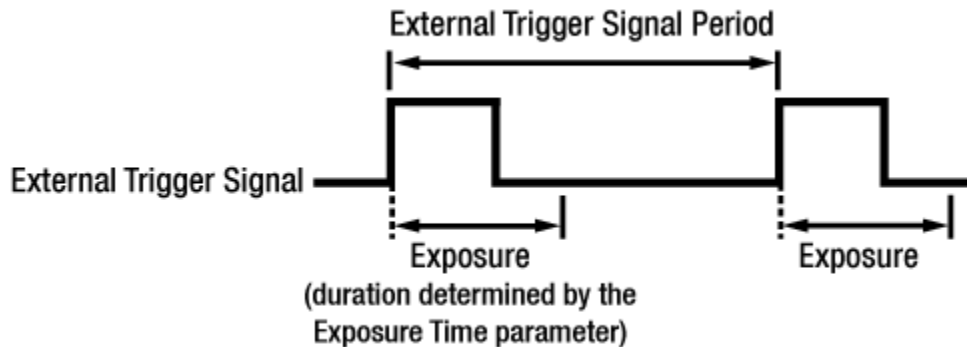 External Trigger Signal Period
External Trigger Signal
Exposure
(duration determined by the
Exposure Time parameter)
Exposure